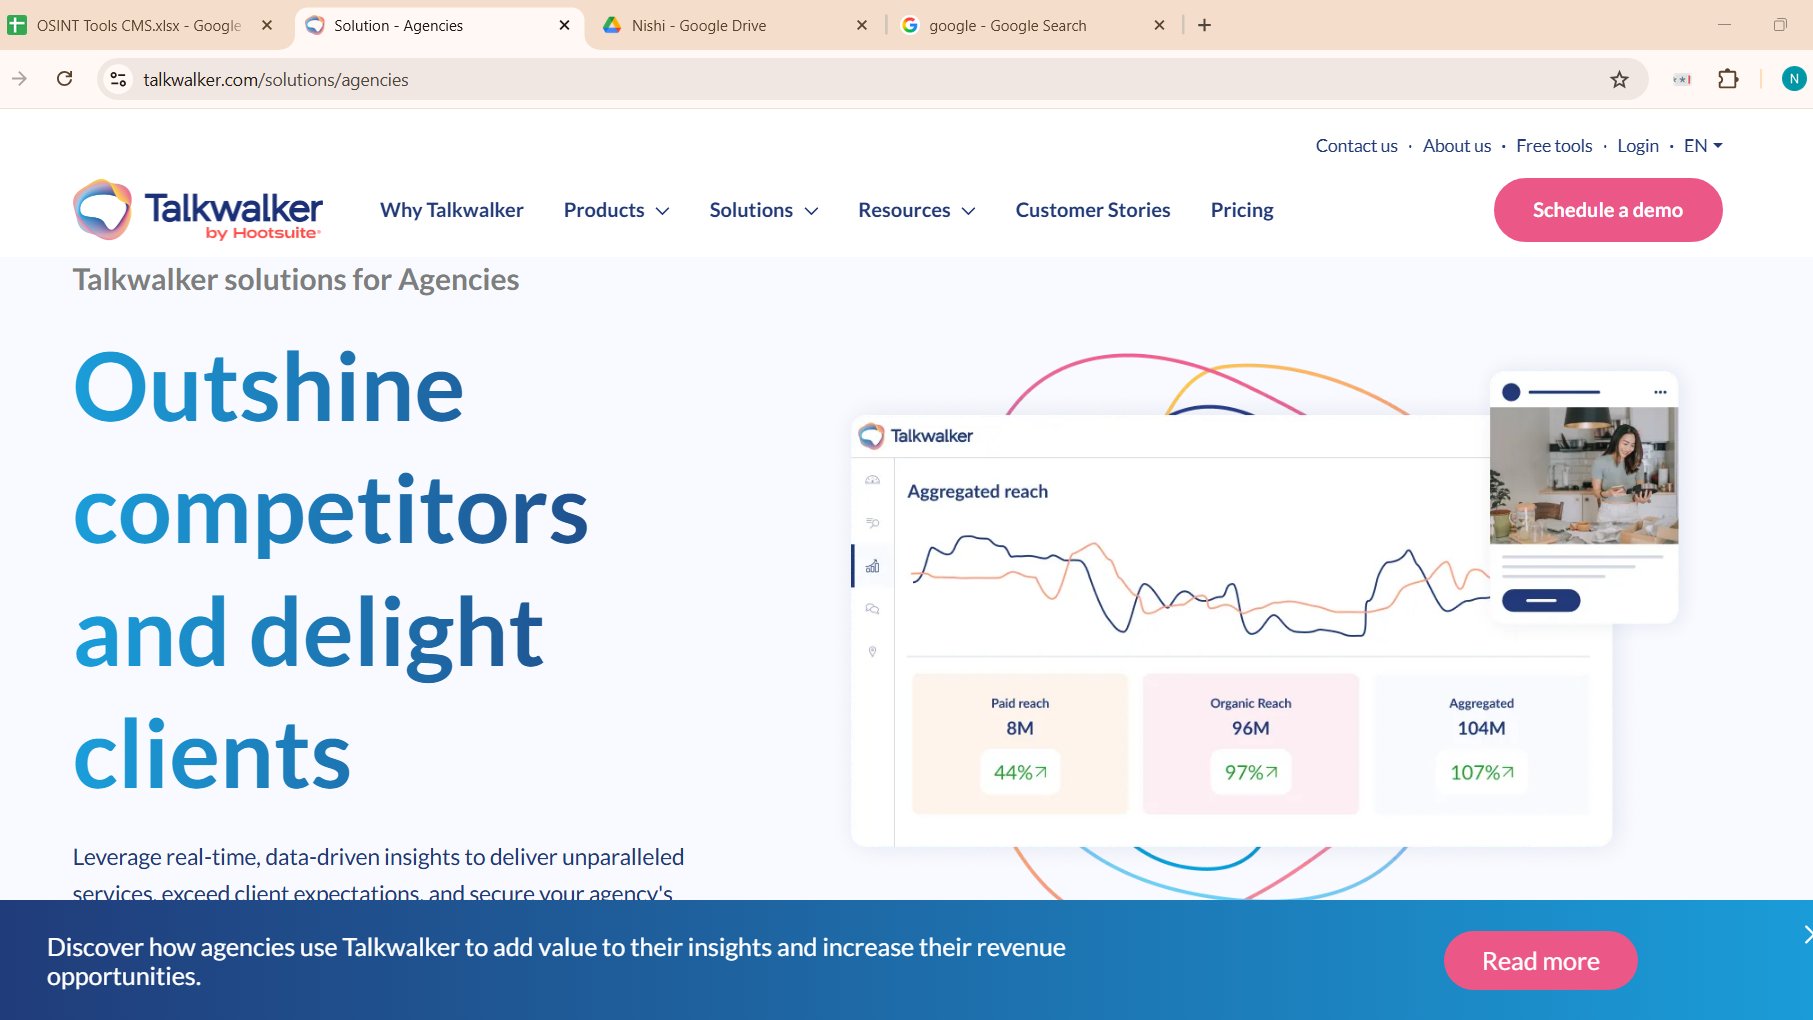 OSINT Tools CMS.xlsx - Google
Solution - Agencies
Nishi - Google Drive
google - Google Search
talkwalker.com/solutions/agencies
N
Contact us · About us · Free tools · Login · EN
Talkwalker
by Hootsuite
Why Talkwalker
Products
Solutions
Resources
Customer Stories
Pricing
Schedule a demo
Talkwalker solutions for Agencies
Outshine
competitors
and delight
clients
Leverage real-time, data-driven insights to deliver unparalleled
services, exceed client expectations, and secure your agency's
Talkwalker
Aggregated reach
Paid reach
8M
44%
Organic Reach
96M
97%
Aggregated
104M
107%
Discover how agencies use Talkwalker to add value to their insights and increase their revenue
opportunities.
Read more